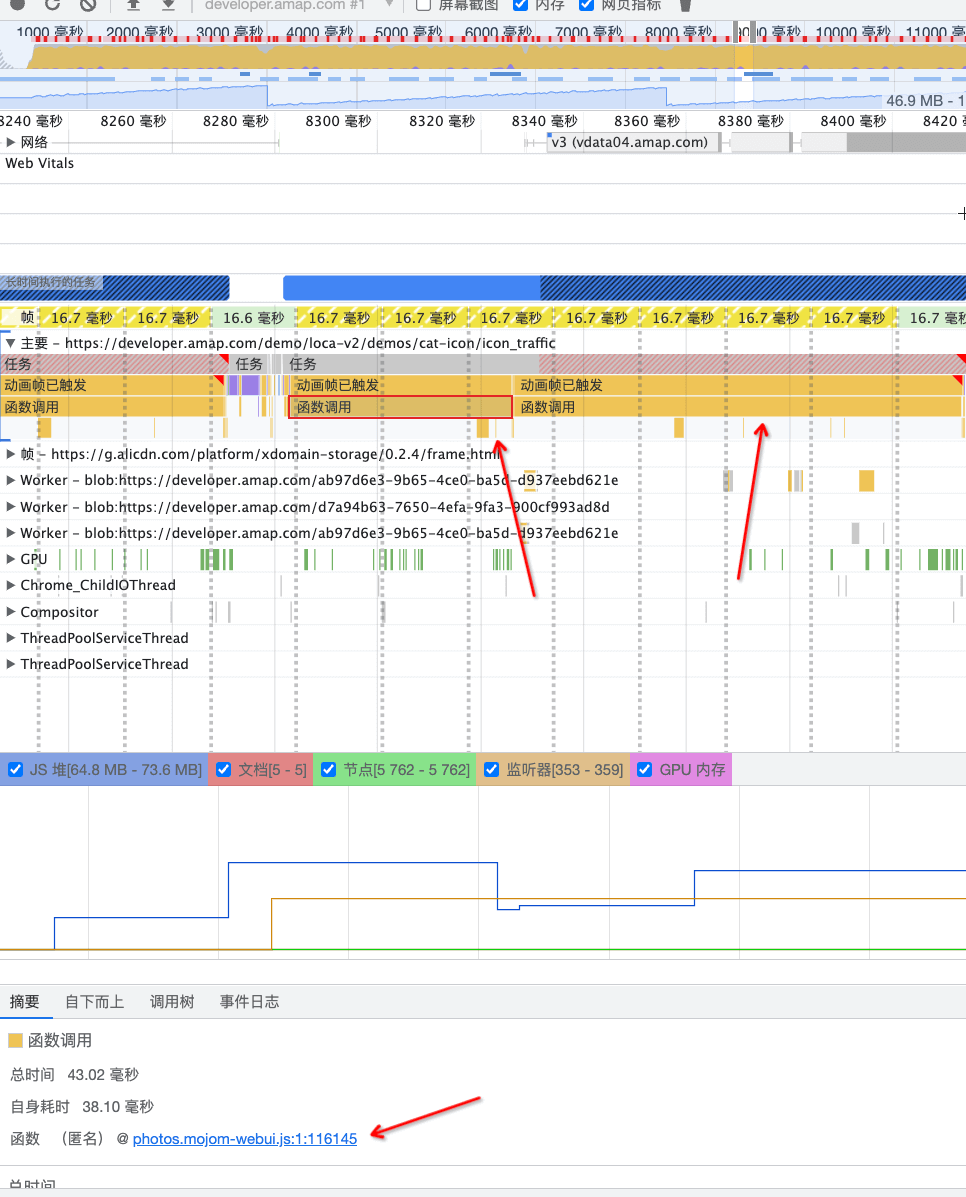 developer.amap.com #1 屏幕截图 内存 网页指标
1000 毫秒 2000 毫秒 3000 毫秒 4000 毫秒 5000 毫秒 6000 毫秒 7000 毫秒 8000 毫秒 毫秒 10000 毫秒 11000 毫
46.9 MB – 1
8240 毫秒 8260 毫秒 8280 毫秒 8300 毫秒 8320 毫秒 8340 毫秒 8360 毫秒 8380 毫秒 8400 毫秒 8420
网络 v3 (vdata04.amap.com)
Web Vitals
长时间执行的任务
帧 16.7 毫秒 16.7 毫秒 16.6 毫秒 16.7 毫秒 16.7 毫秒 16.7 毫秒 16.7 毫秒 16.7 毫秒 16.7 毫秒 16.7 毫秒 16.7 毫
主要 – https://developer.amap.com/demo/loca-v2/demos/cat-icon/icon_traffic
任务 任务 任务
动画帧已触发 动画帧已触发 动画帧已触发
函数调用 函数调用 函数调用
帧 – https://g.alicdn.com/platform/xdomain-storage/0.2.4/frame.html
Worker – blob:https://developer.amap.com/ab97d6e3-9b65-4ce0-ba5d-d937eebd621e
Worker – blob:https://developer.amap.com/d7a94b63-7650-4efa-9fa3-900cf993ad8d
Worker – blob:https://developer.amap.com/ab97d6e3-9b65-4ce0-ba5d-d937eebd621e
GPU
Chrome_ChildIOThread
Compositor
ThreadPoolServiceThread
ThreadPoolServiceThread
JS 堆[64.8 MB - 73.6 MB] 文档[5 - 5] 节点[5 762 - 5 762] 监听器[353 - 359] GPU 内存
摘要 自下而上 调用树 事件日志
函数调用
总时间 43.02 毫秒
自身耗时 38.10 毫秒
函数 （匿名） @ photos.mojom-webui.js:1:116145
总时间